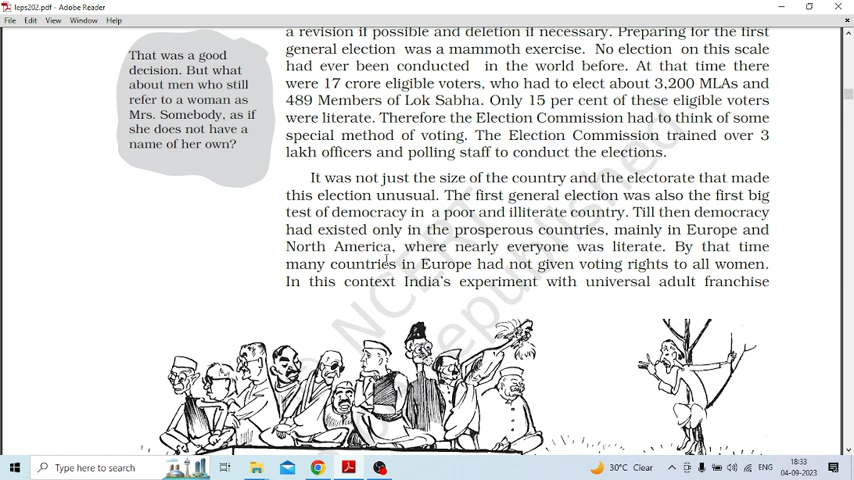 leps202.pdf - Adobe Reader
File Edit View Window Help
That was a good
decision. But what
about men who still
refer to a woman as
Mrs. Somebody, as if
she does not have a
name of her own?
a revision if possible and deletion if necessary. Preparing for the first
general election was a mammoth exercise. No election on this scale
had ever been conducted in the world before. At that time there
were 17 crore eligible voters, who had to elect about 3,200 MLAs and
489 Members of Lok Sabha. Only 15 per cent of these eligible voters
were literate. Therefore the Election Commission had to think of some
special method of voting. The Election Commission trained over 3
lakh officers and polling staff to conduct the elections.
It was not just the size of the country and the electorate that made
this election unusual. The first general election was also the first big
test of democracy in a poor and illiterate country. Till then democracy
had existed only in the prosperous countries, mainly in Europe and
North America, where nearly everyone was literate. By that time
many countries in Europe had not given voting rights to all women.
In this context India's experiment with universal adult franchise
© NCERT
republished
Type here to search
30°C Clear
ENG
18:33
04-09-2023